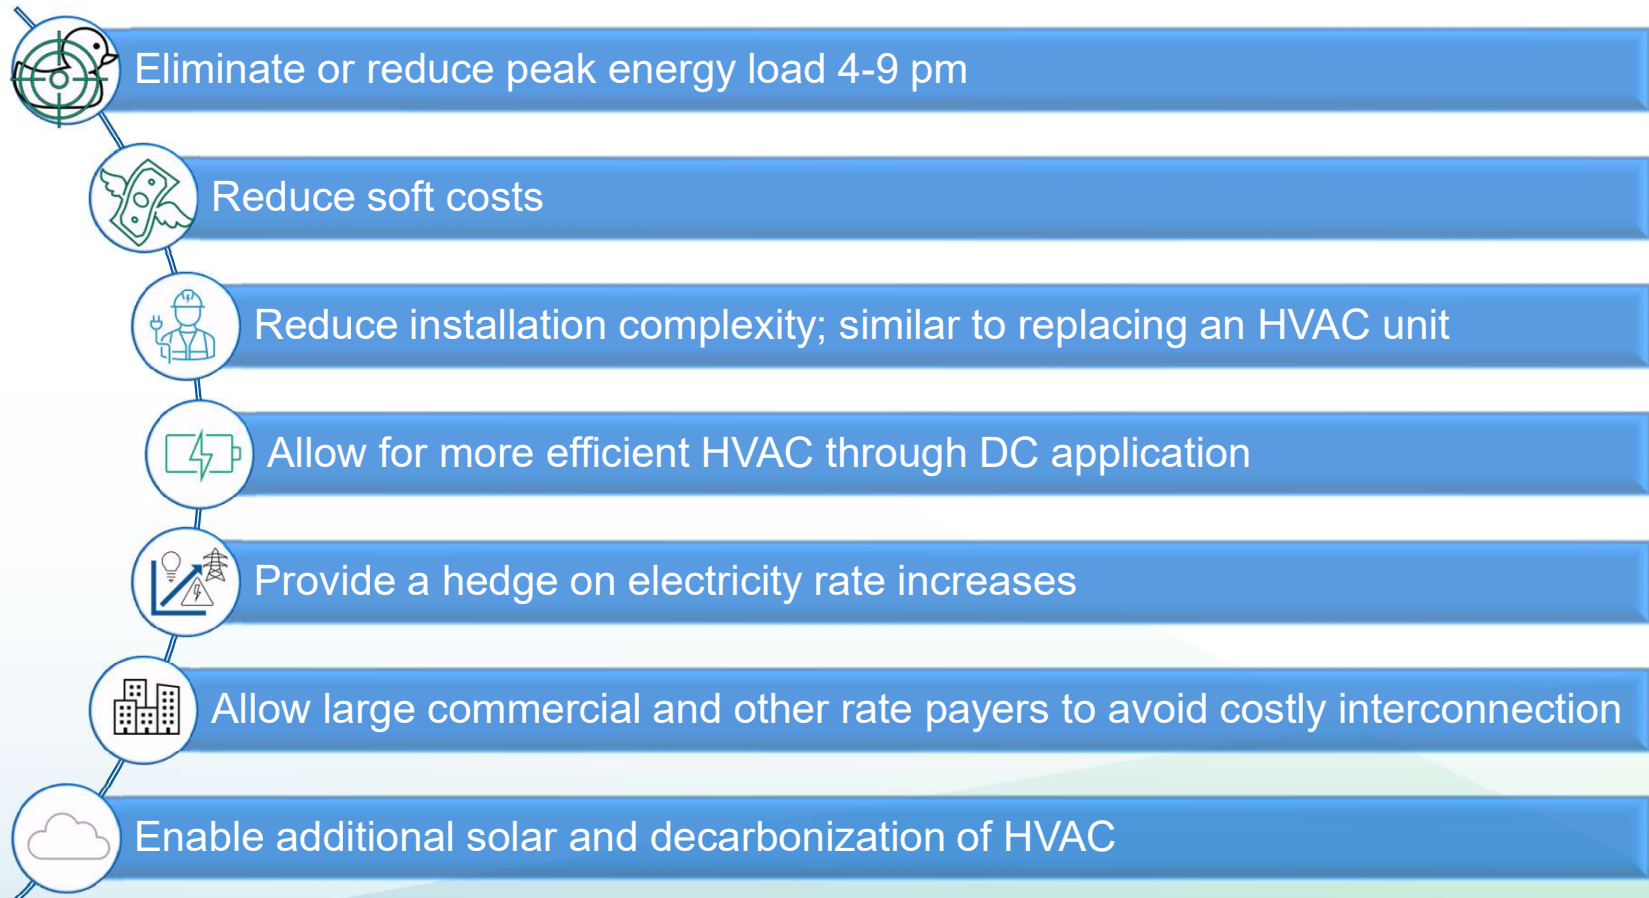 Eliminate or reduce peak energy load 4-9 pm
Reduce soft costs
Reduce installation complexity; similar to replacing an HVAC unit
Allow for more efficient HVAC through DC application
Provide a hedge on electricity rate increases
Allow large commercial and other rate payers to avoid costly interconnection
Enable additional solar and decarbonization of HVAC